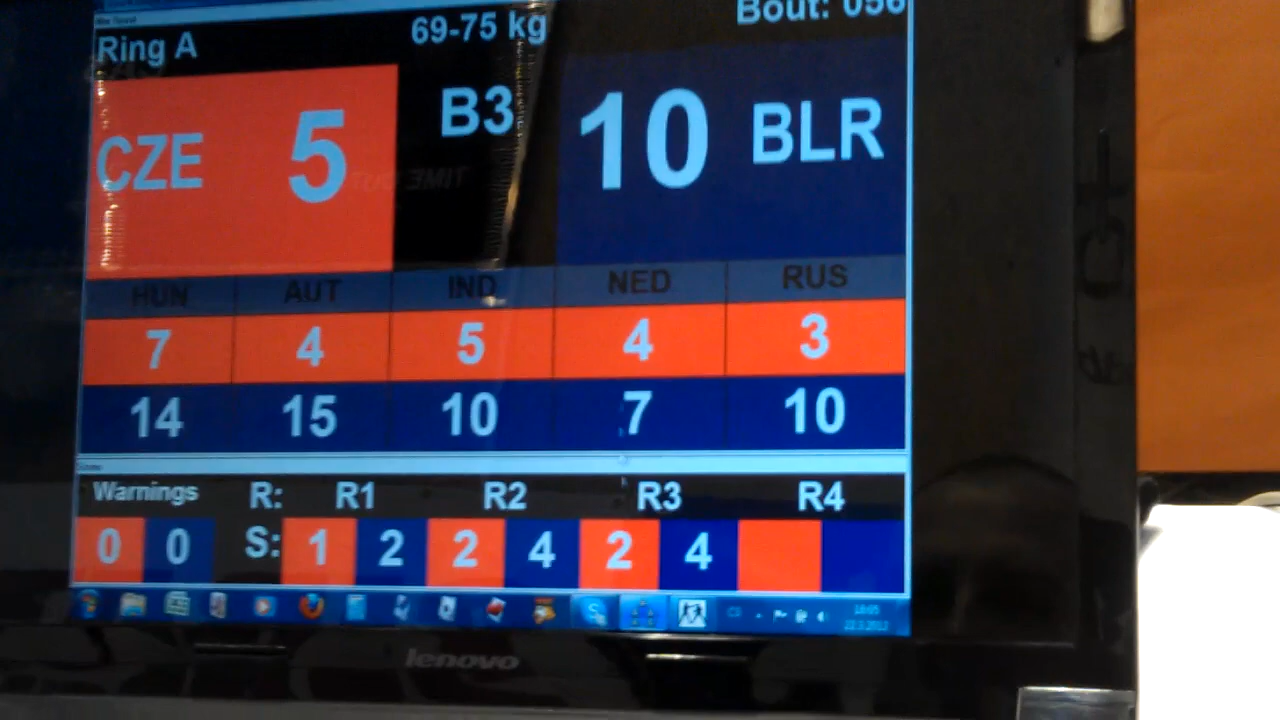 Ring A 69-75 kg Bout: 056
CZE 5 B3 10 BLR
HUN AUT IND NED RUS
7 4 5 4 3
14 15 10 7 10
Warnings R: R1 R2 R3 R4
0 0 S: 1 2 2 4 2 4
lenovo